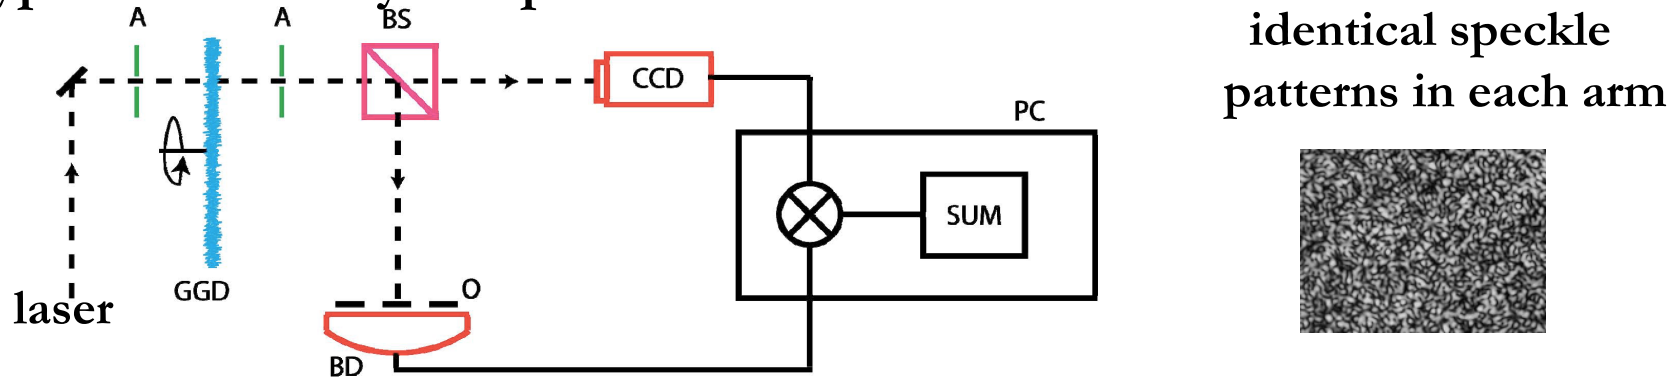 A
A
BS
CCD
PC
SUM
O
GGD
laser
BD
identical speckle
patterns in each arm